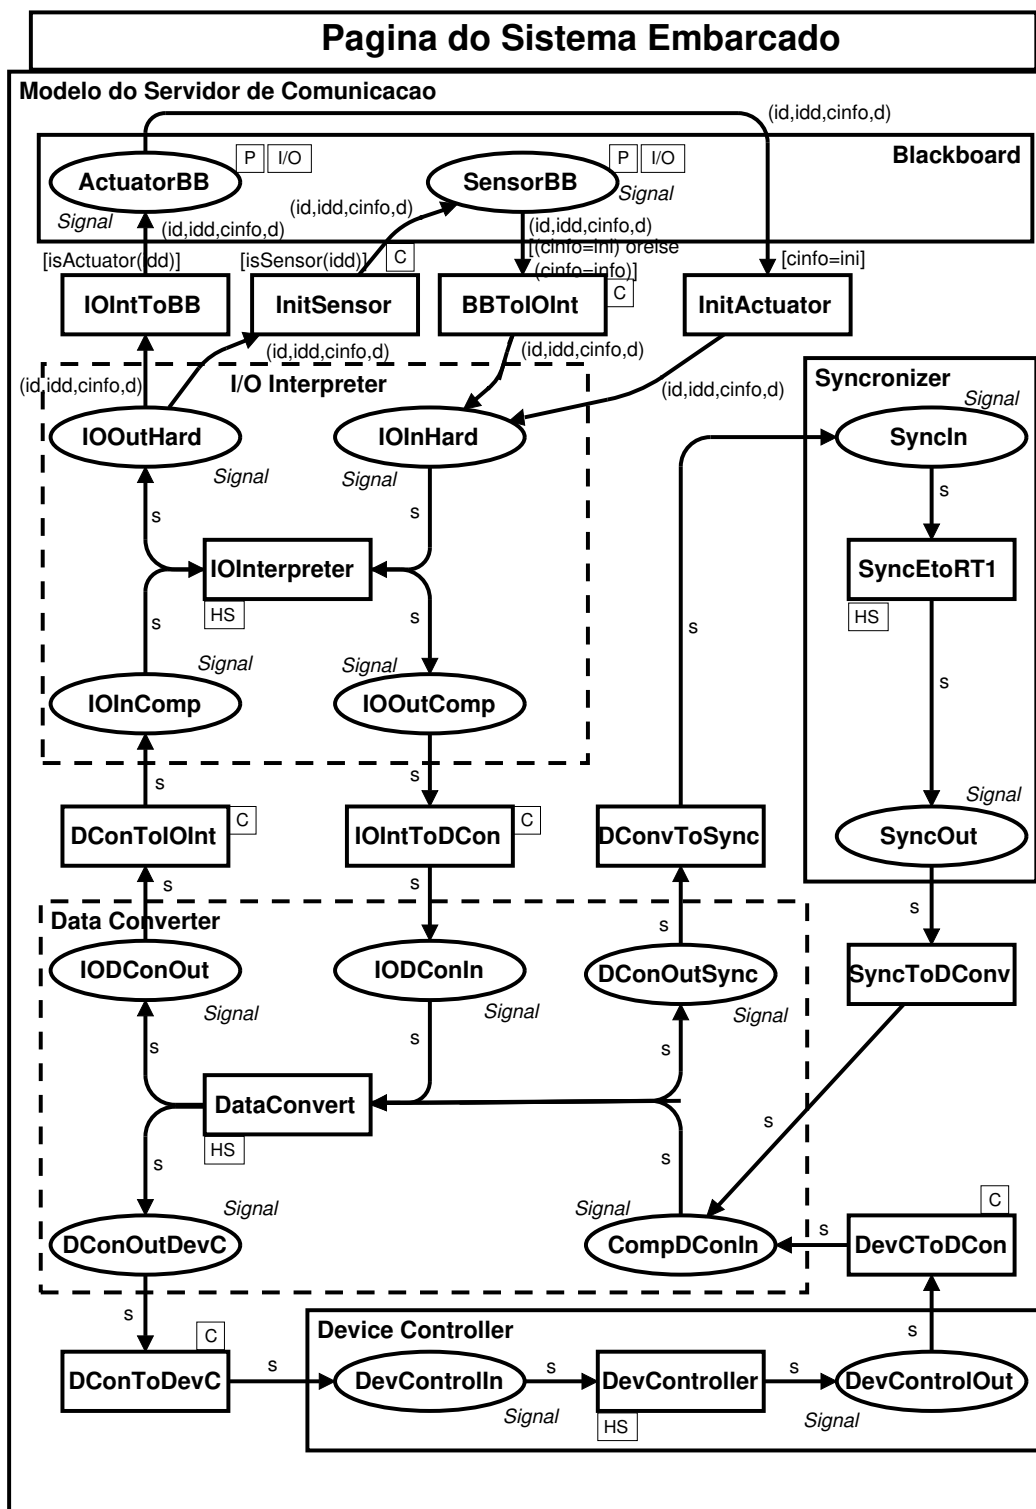 Pagina do Sistema Embarcado
Modelo do Servidor de Comunicacao
(id,idd,cinfo,d)
Blackboard
P
I/O
P
I/O
ActuatorBB
SensorBB
Signal
Signal
(id,idd,cinfo,d)
(id,idd,cinfo,d)
(id,idd,cinfo,d)
[(cinfo=ini) orelse
(cinfo=info)]
[isActuator(idd)]
[isSensor(idd)]
C
[cinfo=ini]
IOIntToBB
InitSensor
BBToIOInt
C
InitActuator
(id,idd,cinfo,d)
(id,idd,cinfo,d)
(id,idd,cinfo,d)
(id,idd,cinfo,d)
I/O Interpreter
Syncronizer
Signal
IOOutHard
IOInHard
SyncIn
Signal
Signal
s
s
s
IOInterpreter
SyncEtoRT1
HS
HS
s
s
s
s
Signal
Signal
IOInComp
IOOutComp
s
s
Signal
DConToIOInt
C
IOIntToDCon
C
DConvToSync
SyncOut
s
s
s
s
Data Converter
IODConOut
IODConIn
DConOutSync
SyncToDConv
Signal
Signal
Signal
s
s
s
DataConvert
HS
s
s
s
Signal
Signal
C
DConOutDevC
CompDConIn
s
DevCToDCon
s
C
Device Controller
s
DConToDevC
s
DevControlIn
s
DevController
s
DevControlOut
Signal
HS
Signal